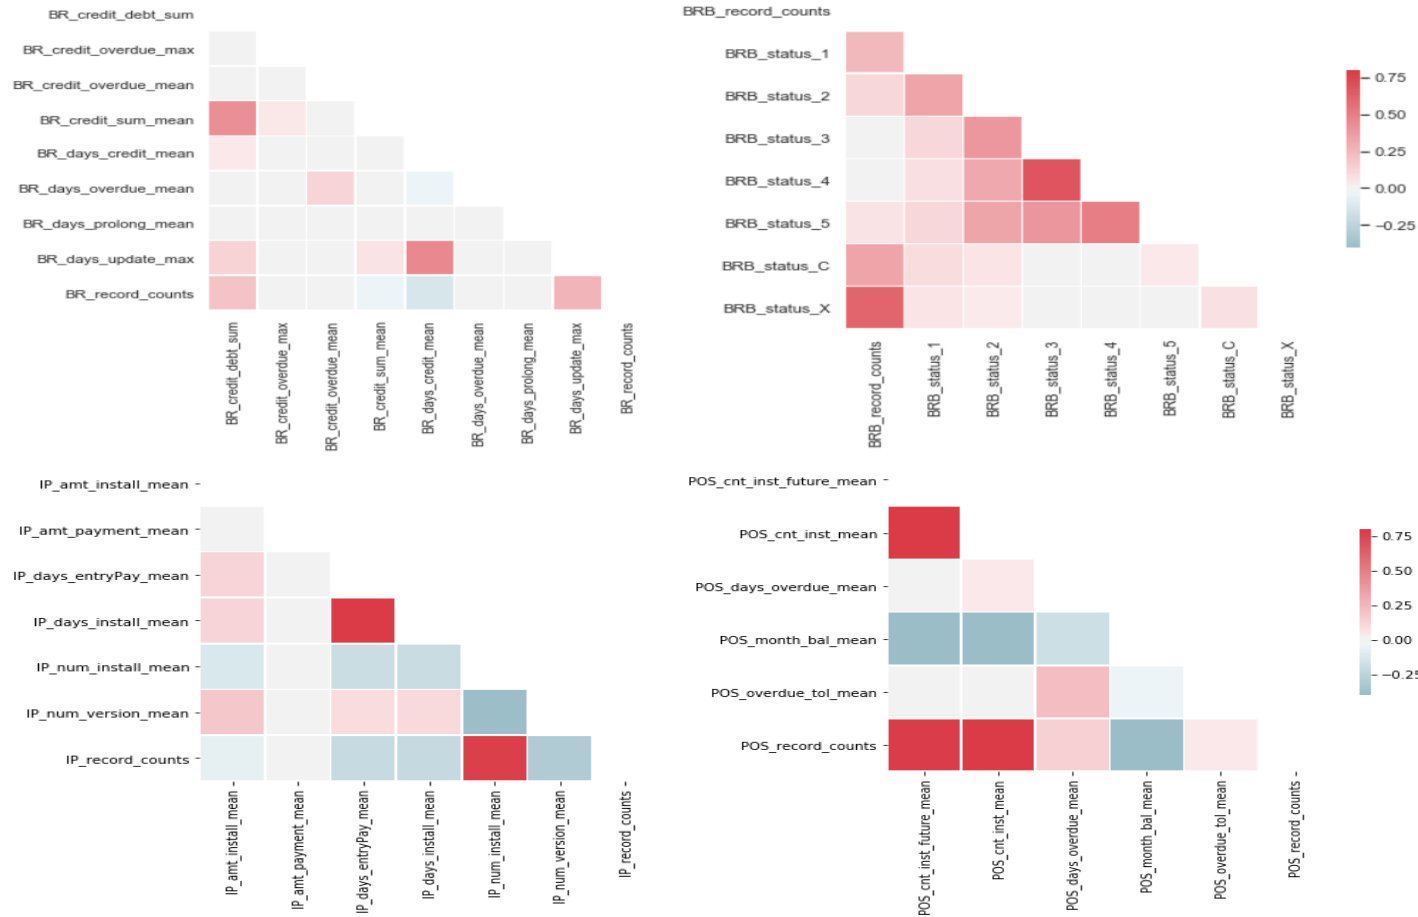 BR_credit_debt_sum
BR_credit_overdue_max
BR_credit_overdue_mean
BR_credit_sum_mean
BR_days_credit_mean
BR_days_overdue_mean
BR_days_prolong_mean
BR_days_update_max
BR_record_counts
BR_credit_debt_sum
BR_credit_overdue_max
BR_credit_overdue_mean
BR_credit_sum_mean
BR_days_credit_mean
BR_days_overdue_mean
BR_days_prolong_mean
BR_days_update_max
BR_record_counts
BRB_record_counts
BRB_status_1
BRB_status_2
BRB_status_3
BRB_status_4
BRB_status_5
BRB_status_C
BRB_status_X
BRB_record_counts
BRB_status_1
BRB_status_2
BRB_status_3
BRB_status_4
BRB_status_5
BRB_status_C
BRB_status_X
0.75
0.50
0.25
0.00
−0.25
IP_amt_install_mean
IP_amt_payment_mean
IP_days_entryPay_mean
IP_days_install_mean
IP_num_install_mean
IP_num_version_mean
IP_record_counts
IP_amt_install_mean
IP_amt_payment_mean
IP_days_entryPay_mean
IP_days_install_mean
IP_num_install_mean
IP_num_version_mean
IP_record_counts
POS_cnt_inst_future_mean
POS_cnt_inst_mean
POS_days_overdue_mean
POS_month_bal_mean
POS_overdue_tol_mean
POS_record_counts
POS_cnt_inst_future_mean
POS_cnt_inst_mean
POS_days_overdue_mean
POS_month_bal_mean
POS_overdue_tol_mean
POS_record_counts
0.75
0.50
0.25
0.00
−0.25